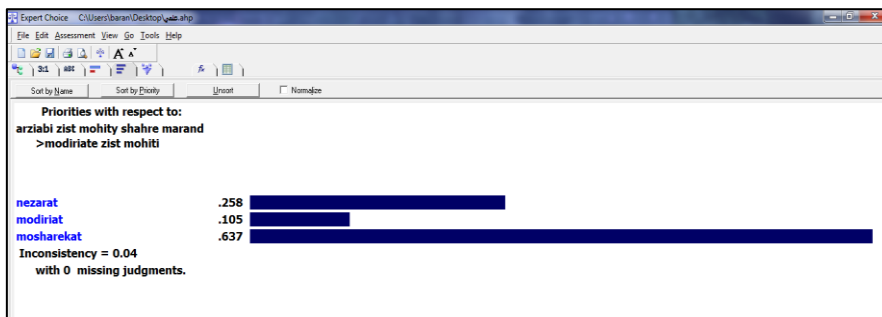 Expert Choice C:\Users\baran\Desktop\علمي.ahp
File Edit Assessment View Go Tools Help
A A
3:1 ABC
Sort by Name Sort by Priority Unsort Normalize
Priorities with respect to:
arziabi zist mohity shahre marand
>modiriate zist mohiti
nezarat .258
modiriat .105
mosharekat .637
Inconsistency = 0.04
with 0 missing judgments.